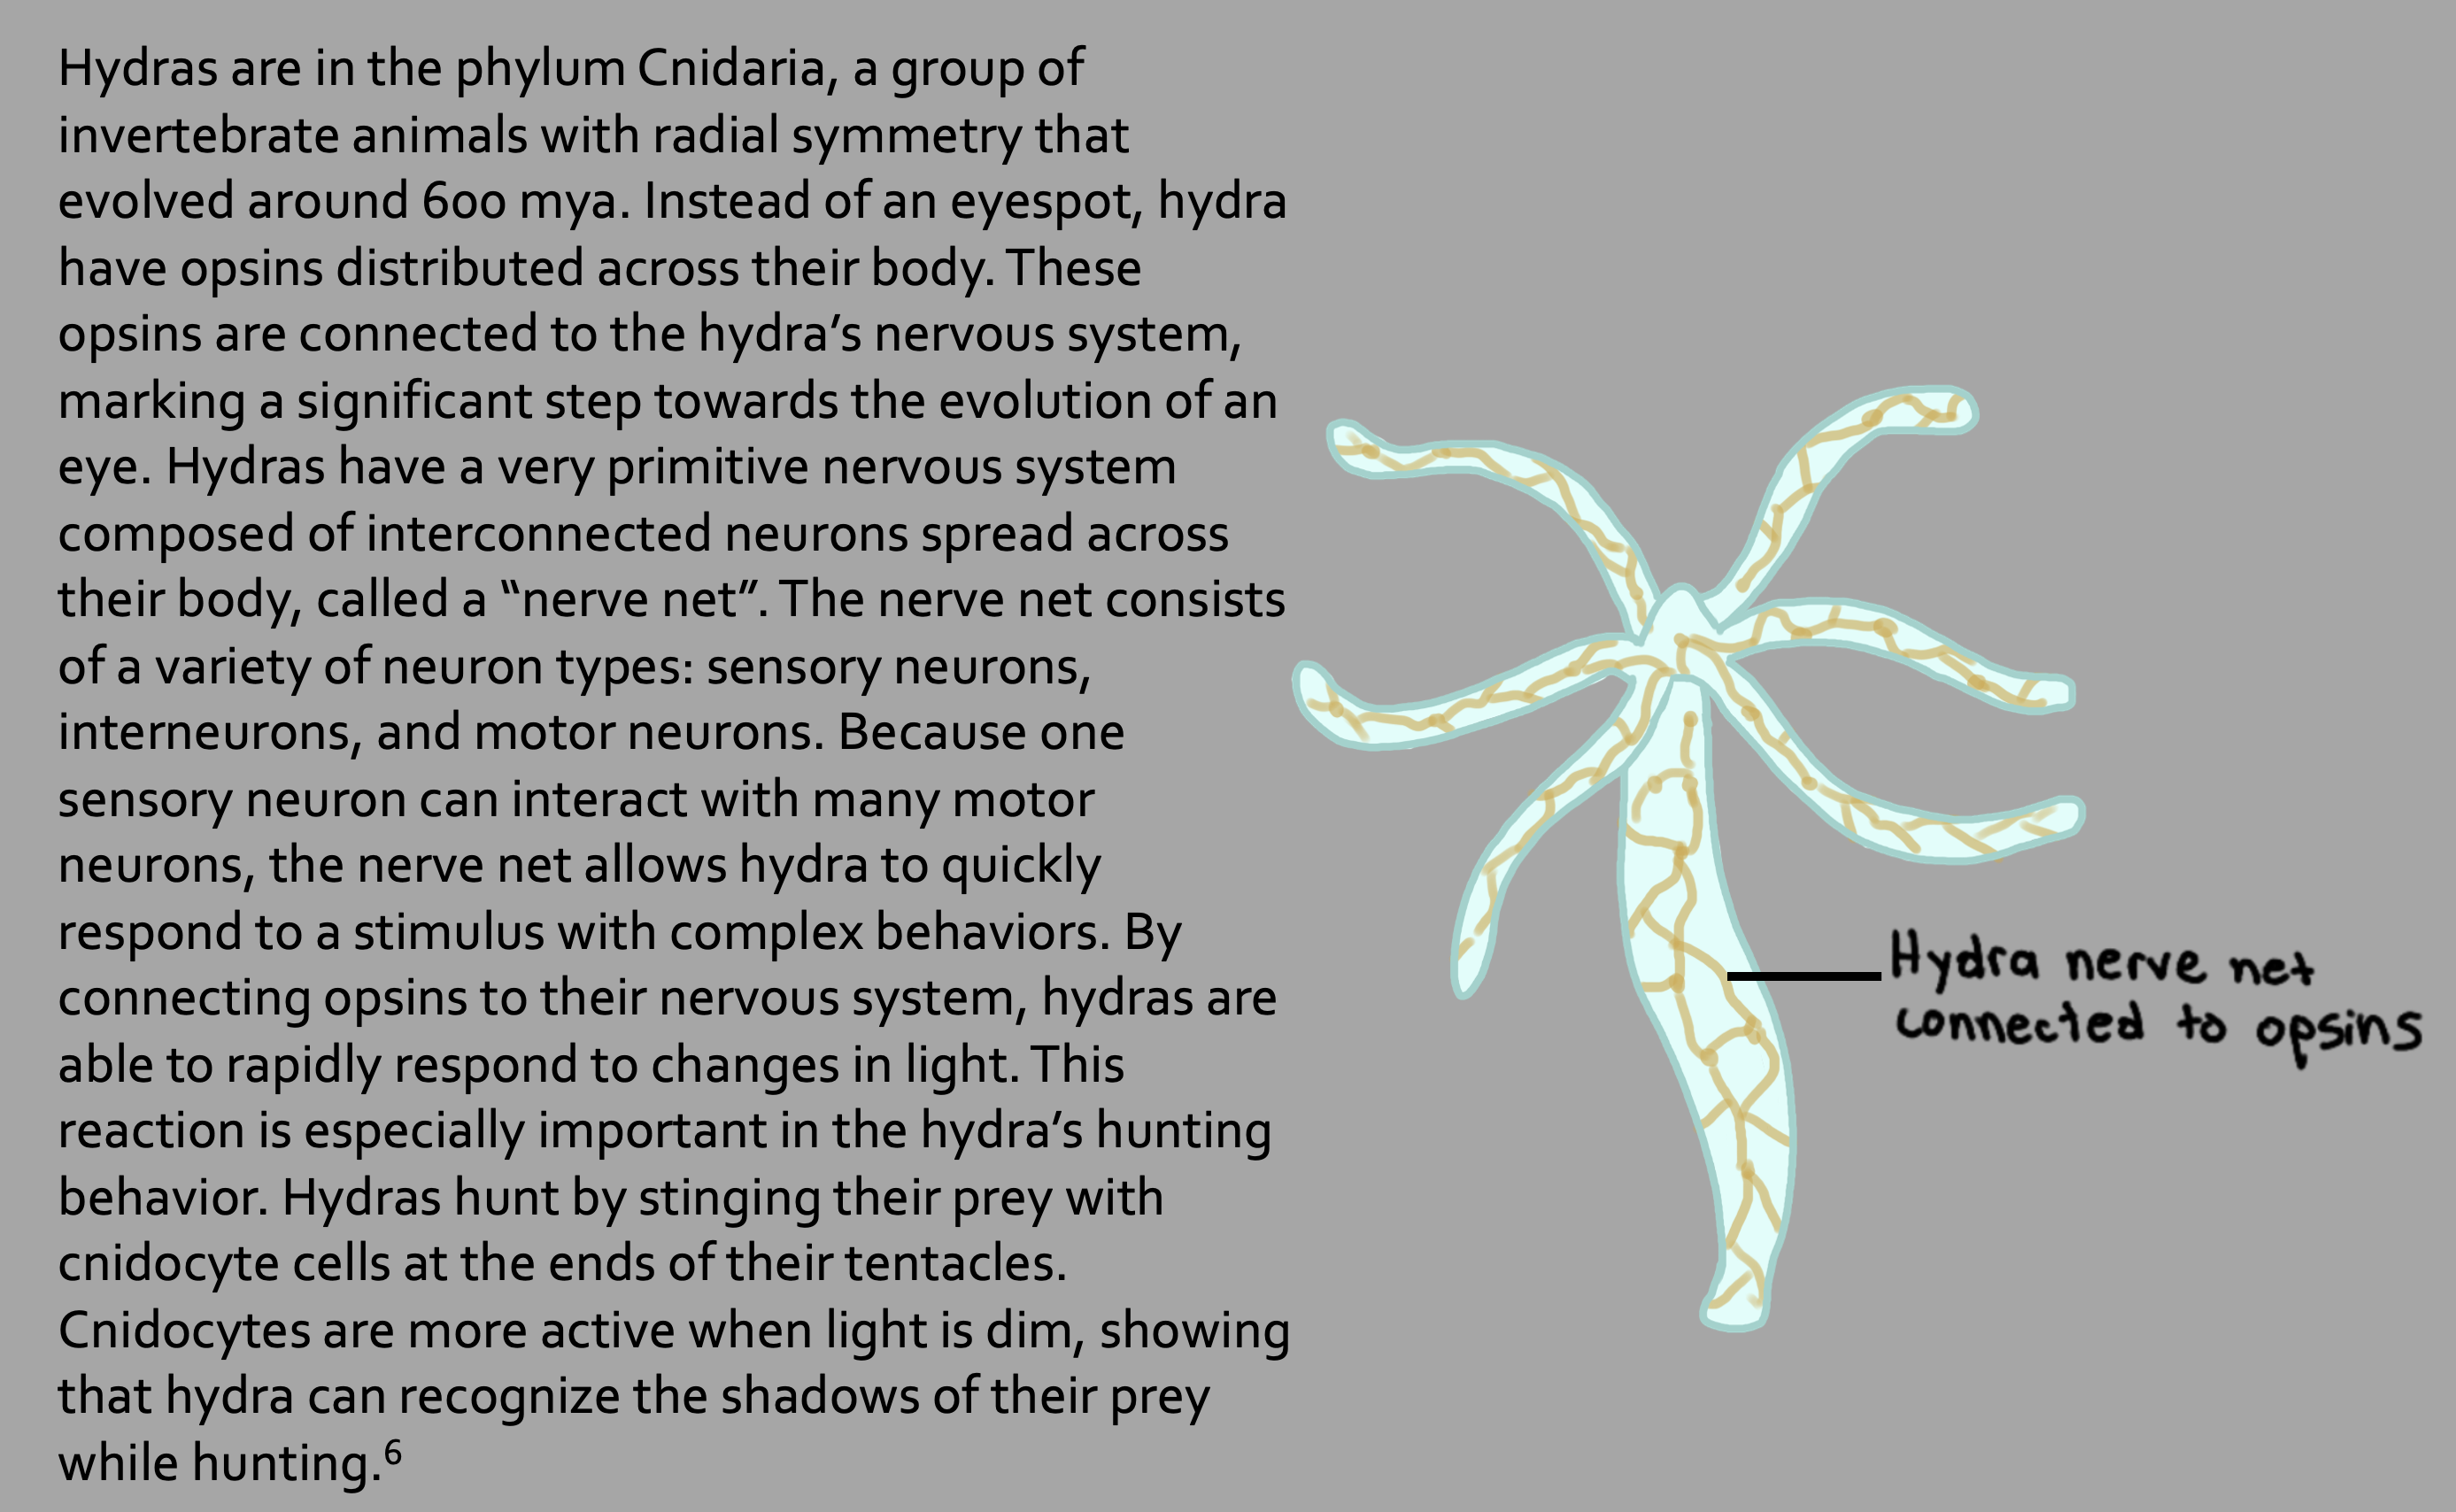 Hydras are in the phylum Cnidaria, a group of
invertebrate animals with radial symmetry that
evolved around 600 mya. Instead of an eyespot, hydra
have opsins distributed across their body. These
opsins are connected to the hydra’s nervous system,
marking a significant step towards the evolution of an
eye. Hydras have a very primitive nervous system
composed of interconnected neurons spread across
their body, called a “nerve net”. The nerve net consists
of a variety of neuron types: sensory neurons,
interneurons, and motor neurons. Because one
sensory neuron can interact with many motor
neurons, the nerve net allows hydra to quickly
respond to a stimulus with complex behaviors. By
connecting opsins to their nervous system, hydras are
able to rapidly respond to changes in light. This
reaction is especially important in the hydra’s hunting
behavior. Hydras hunt by stinging their prey with
cnidocyte cells at the ends of their tentacles.
Cnidocytes are more active when light is dim, showing
that hydra can recognize the shadows of their prey
while hunting.⁶
Hydra nerve net
connected to opsins